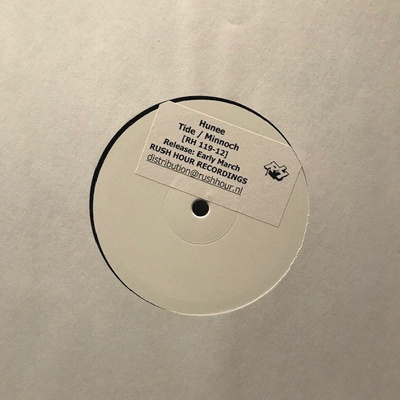 Hunee
Tide / Minnoch
[RH 119-12]
Release: Early March
RUSH HOUR RECORDINGS
distribution@rushhour.nl